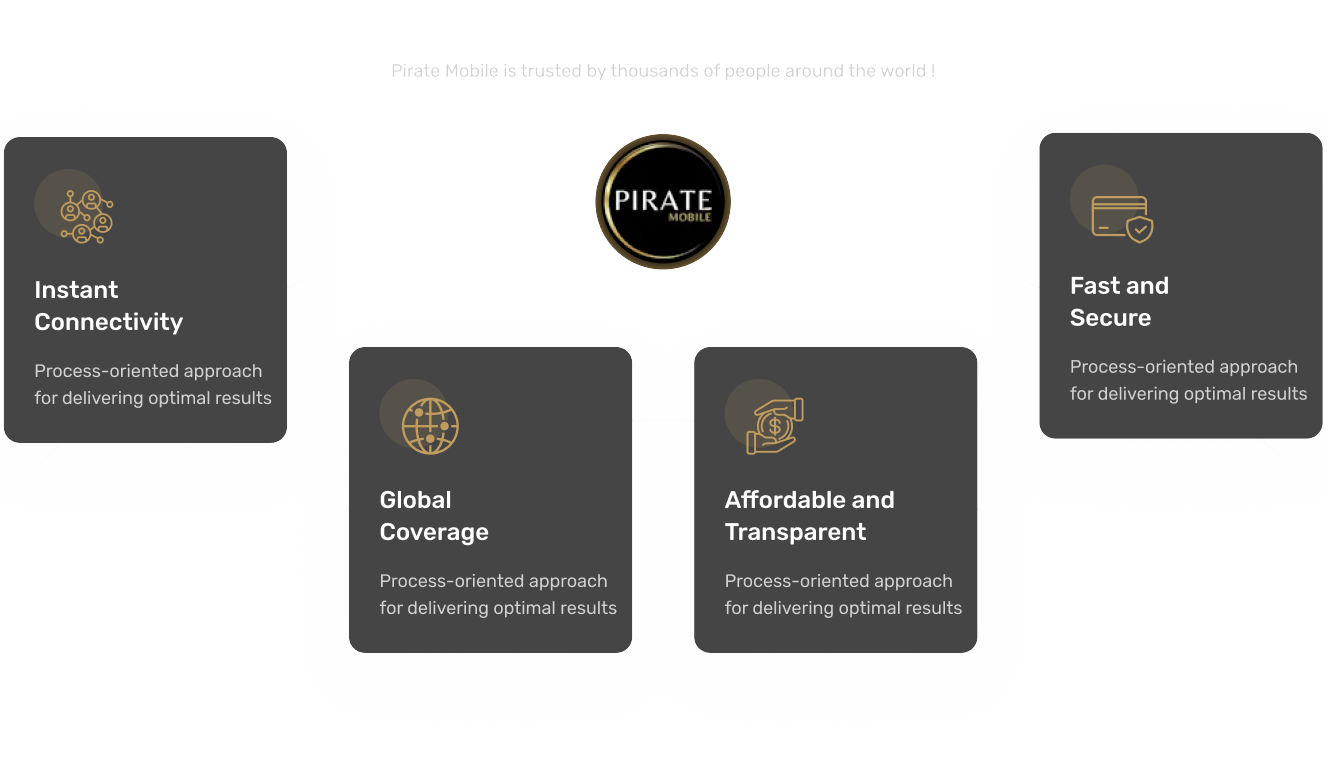 Pirate Mobile is trusted by thousands of people around the world !
PIRATE
MOBILE
Instant
Connectivity
Process-oriented approach
for delivering optimal results
Global
Coverage
Process-oriented approach
for delivering optimal results
$
Affordable and
Transparent
Process-oriented approach
for delivering optimal results
Fast and
Secure
Process-oriented approach
for delivering optimal results